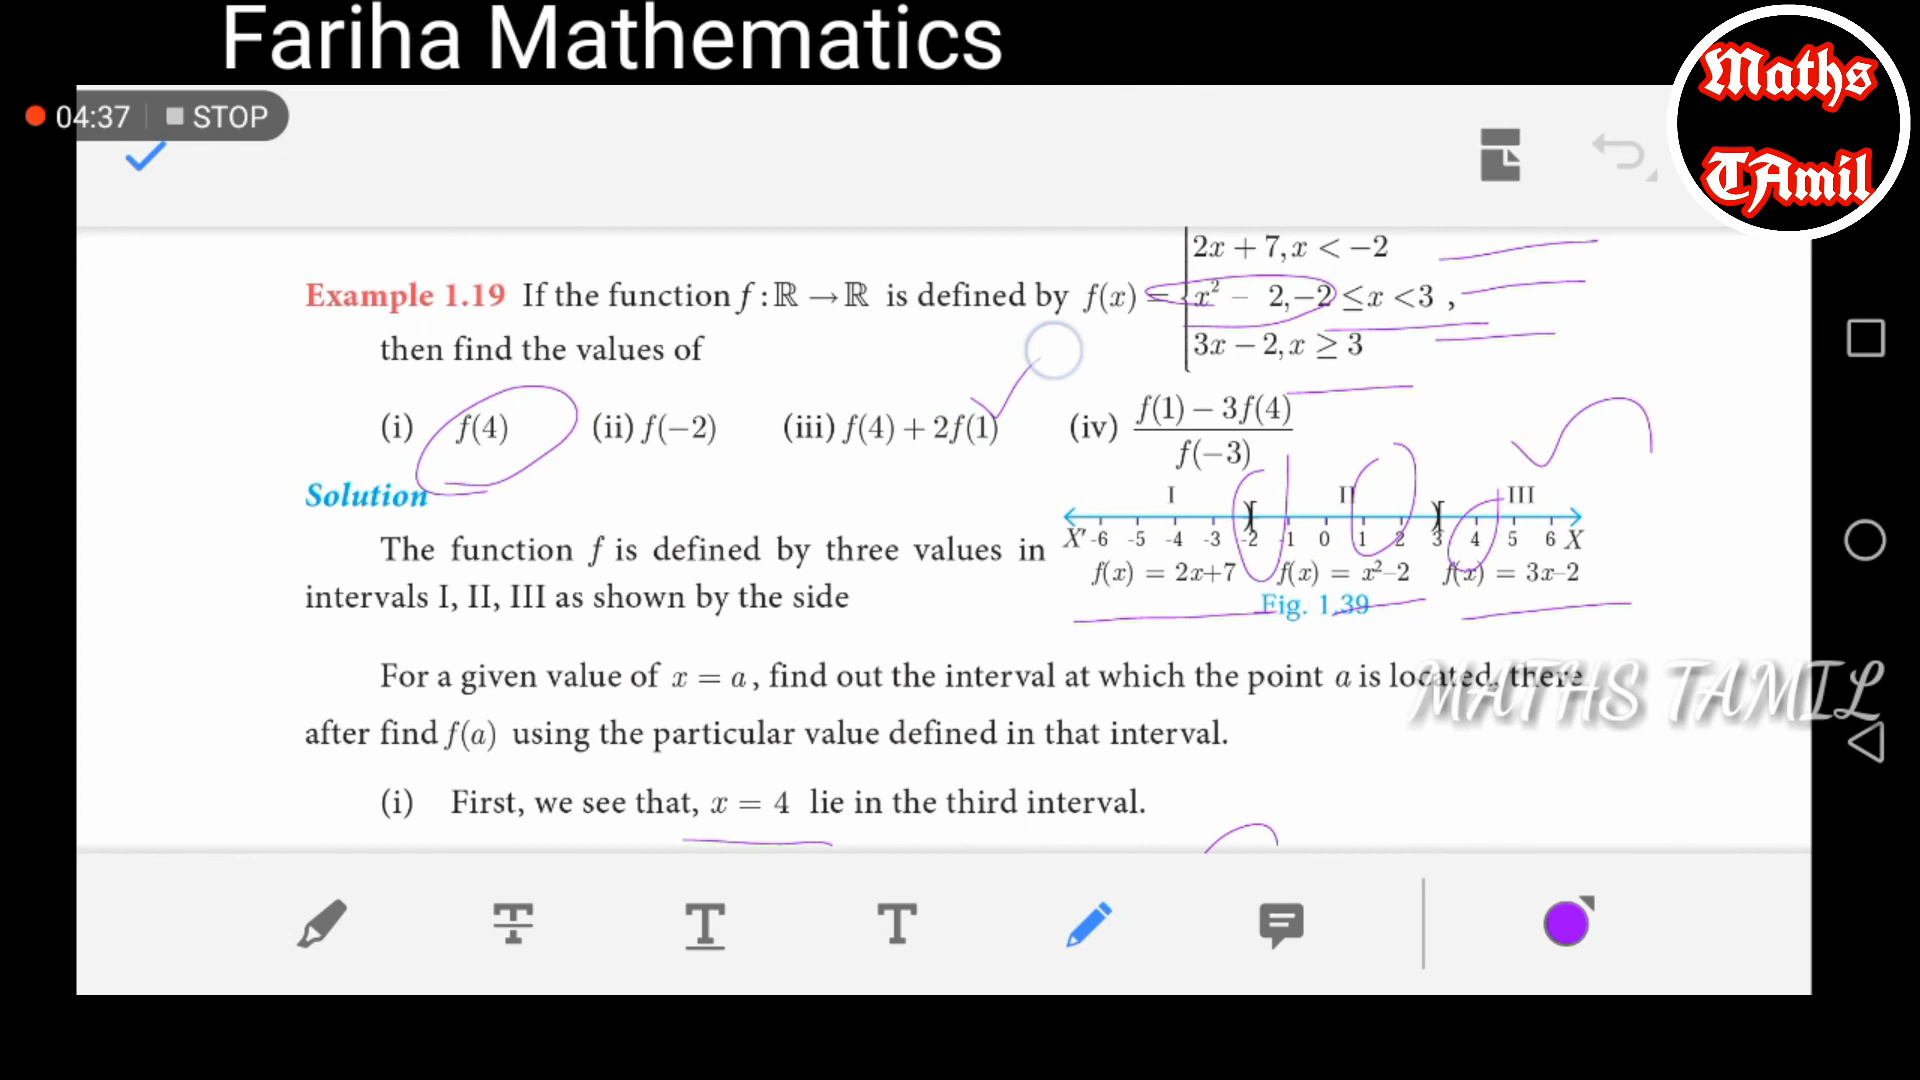 Fariha Mathematics
Maths
TAmil
04:37 STOP
2x + 7, x < −2
Example 1.19 If the function f : ℝ → ℝ is defined by f(x) = { x² − 2, −2 ≤ x < 3 ,
3x − 2, x ≥ 3
then find the values of
(i) f(4) (ii) f(−2) (iii) f(4) + 2f(1) (iv) f(1) − 3f(4)
f(−3)
Solution
I II III
The function f is defined by three values in
X' -6 -5 -4 -3 -2 -1 0 1 2 3 4 5 6 X
f(x) = 2x+7 f(x) = x²–2 f(x) = 3x–2
intervals I, II, III as shown by the side
Fig. 1.39
For a given value of x = a , find out the interval at which the point a is located, there
MATHS TAMIL
after find f(a) using the particular value defined in that interval.
(i) First, we see that, x = 4 lie in the third interval.